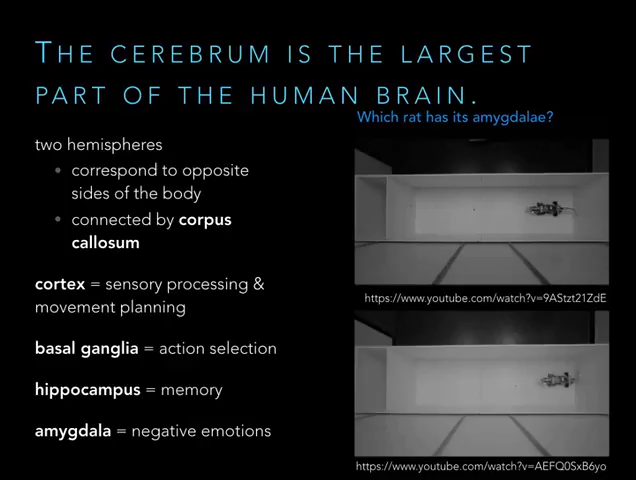 THE CEREBRUM IS THE LARGEST
PART OF THE HUMAN BRAIN.
two hemispheres
• correspond to opposite
sides of the body
• connected by corpus
callosum
cortex = sensory processing &
movement planning
basal ganglia = action selection
hippocampus = memory
amygdala = negative emotions
Which rat has its amygdalae?
https://www.youtube.com/watch?v=9AStzt21ZdE
https://www.youtube.com/watch?v=AEFQ0SxB6yo